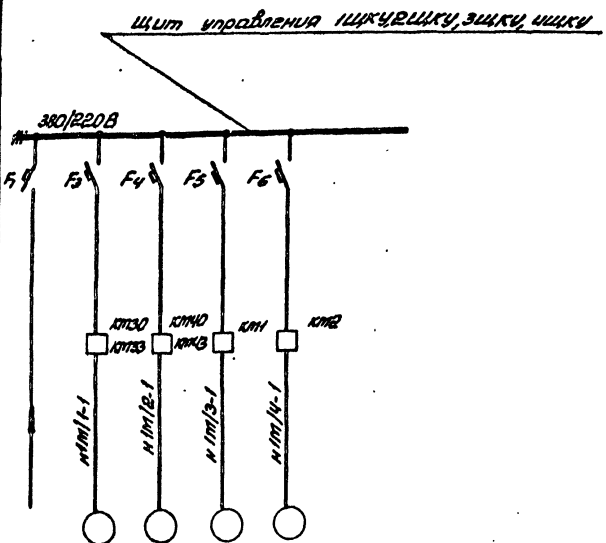 Щит управления 1ЩКУ,2ЩКУ,3ЩКУ,4ЩКУ
380/220 В
F1 F3 F4 F5 F6
КМ30 КМ40 КМ1 КМ2
КМ33 КМ43
Н1М/1-1 Н1М/2-1 Н1М/3-1 Н1М/4-1